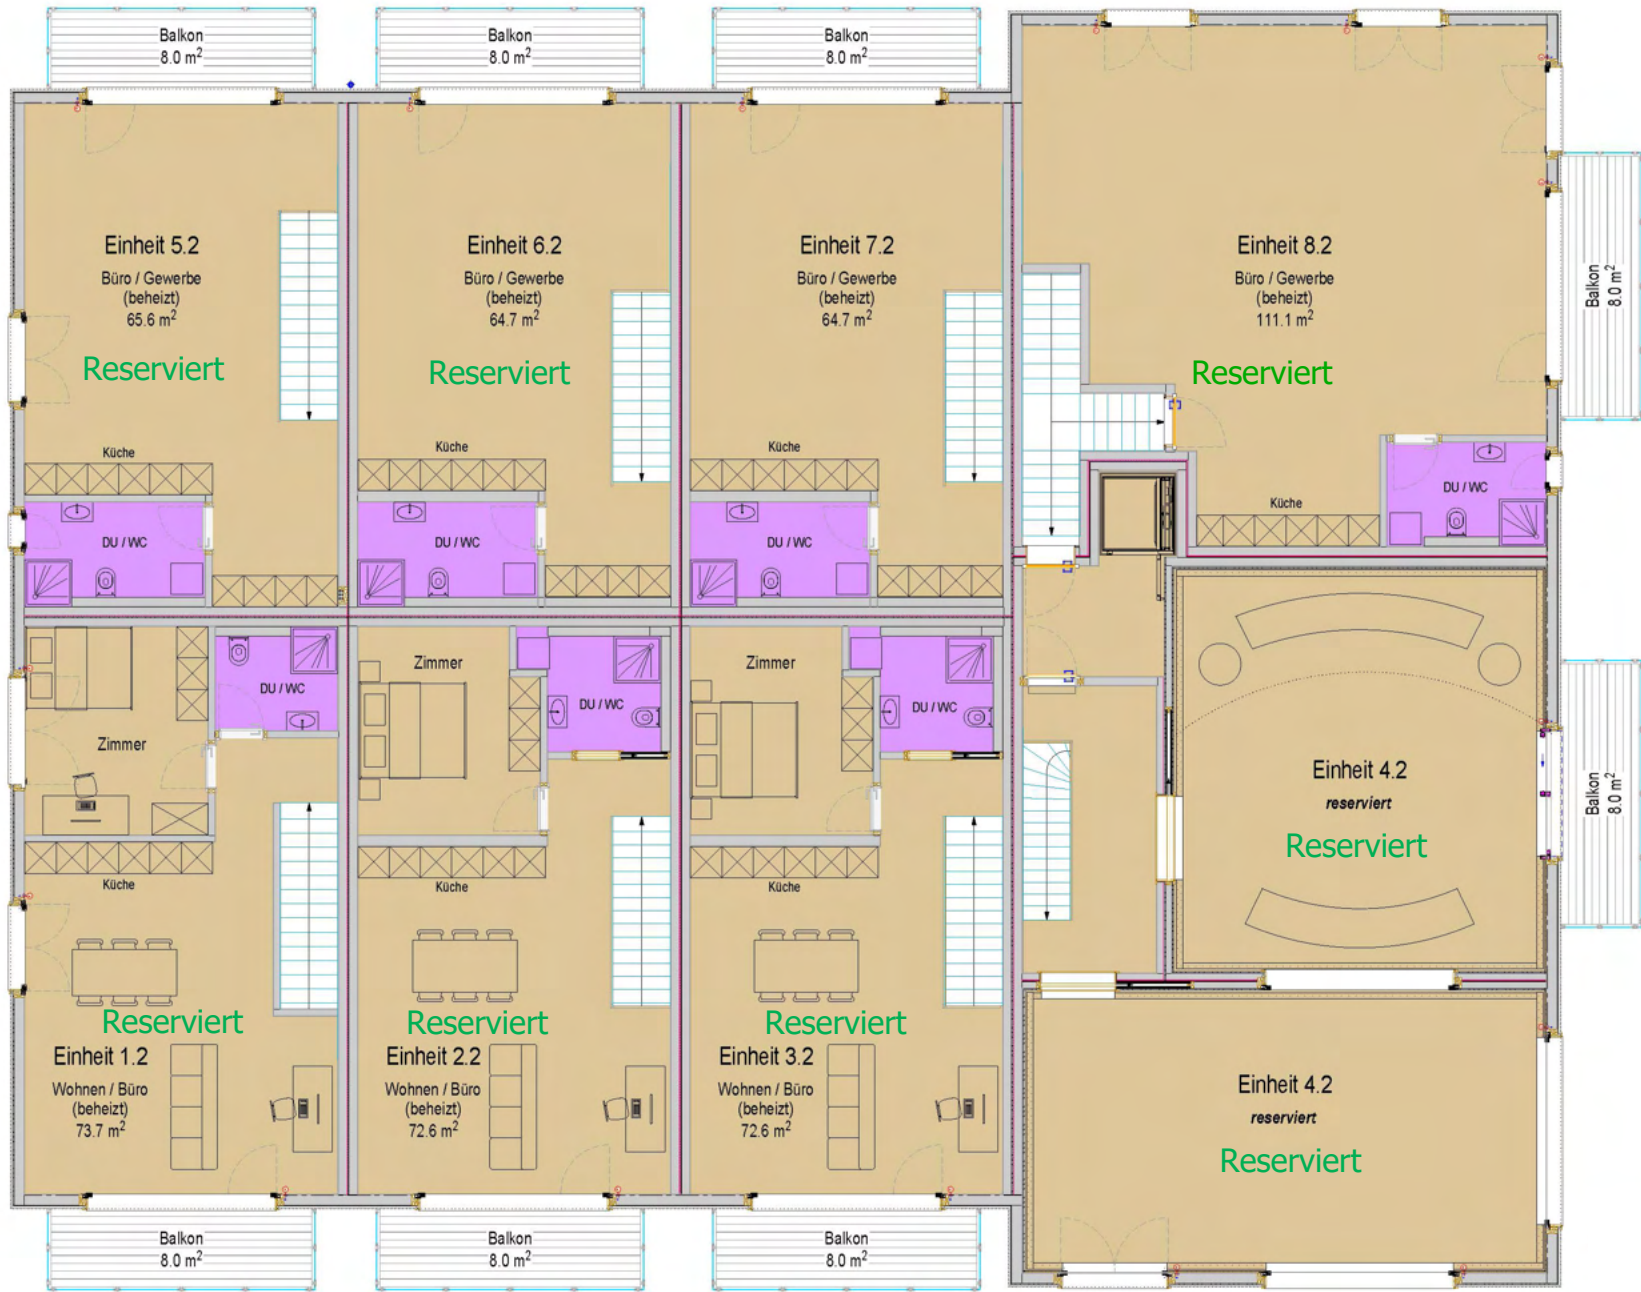 Balkon
8.0 m²
Balkon
8.0 m²
Balkon
8.0 m²
Einheit 5.2
Büro / Gewerbe
(beheizt)
65.6 m²
Reserviert
Einheit 6.2
Büro / Gewerbe
(beheizt)
64.7 m²
Reserviert
Einheit 7.2
Büro / Gewerbe
(beheizt)
64.7 m²
Einheit 8.2
Büro / Gewerbe
(beheizt)
111.1 m²
Reserviert
Balkon
8.0 m²
Küche
Küche
Küche
Küche
DU / WC
DU / WC
DU / WC
DU / WC
Zimmer
DU / WC
Zimmer
DU / WC
Zimmer
DU / WC
Einheit 4.2
reserviert
Reserviert
Balkon
8.0 m²
Küche
Küche
Küche
Reserviert
Einheit 1.2
Wohnen / Büro
(beheizt)
73.7 m²
Reserviert
Einheit 2.2
Wohnen / Büro
(beheizt)
72.6 m²
Reserviert
Einheit 3.2
Wohnen / Büro
(beheizt)
72.6 m²
Einheit 4.2
reserviert
Reserviert
Balkon
8.0 m²
Balkon
8.0 m²
Balkon
8.0 m²